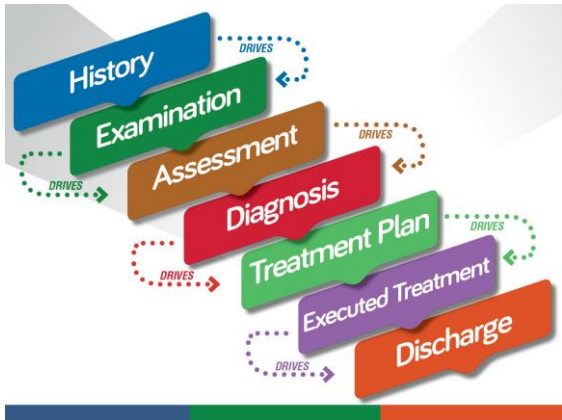 History
DRIVES
Examination
DRIVES
Assessment
DRIVES
Diagnosis
DRIVES
Treatment Plan
DRIVES
Executed Treatment
DRIVES
Discharge